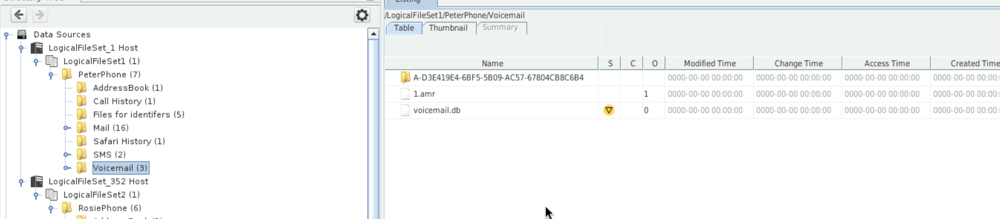 Directory Tree
Listing
/LogicalFileSet1/PeterPhone/Voicemail
Table Thumbnail Summary
Data Sources
LogicalFileSet_1 Host
LogicalFileSet1 (1)
PeterPhone (7)
AddressBook (1)
Call History (1)
Files for identifers (5)
Mail (16)
Safari History (1)
SMS (2)
Voicemail (3)
LogicalFileSet_352 Host
LogicalFileSet2 (1)
RosiePhone (6)
Name S C O Modified Time Change Time Access Time Created Time
A-D3E419E4-6BF5-5B09-AC57-67804CB8C6B4 0000-00-00 00:00:00 0000-00-00 00:00:00 0000-00-00 00:00:00 0000-00-00 00:00:
1.amr 1 0000-00-00 00:00:00 0000-00-00 00:00:00 0000-00-00 00:00:00 0000-00-00 00:00:
voicemail.db 0 0000-00-00 00:00:00 0000-00-00 00:00:00 0000-00-00 00:00:00 0000-00-00 00:00: